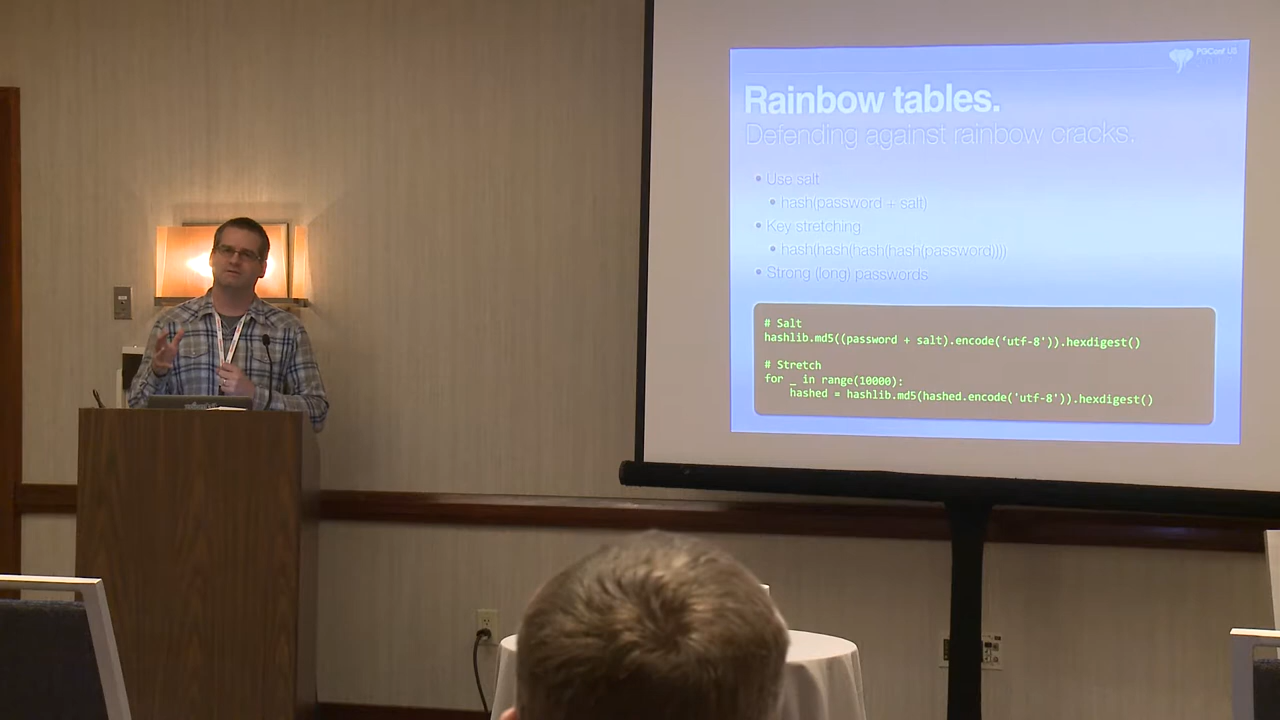 PGConf US
Rainbow tables.
Defending against rainbow cracks.
• Use salt
• hash(password + salt)
• Key stretching
• hash(hash(hash(hash(password))))
• Strong (long) passwords
# Salt
hashlib.md5((password + salt).encode(‘utf-8')).hexdigest()
# Stretch
for _ in range(10000):
hashed = hashlib.md5(hashed.encode('utf-8')).hexdigest()